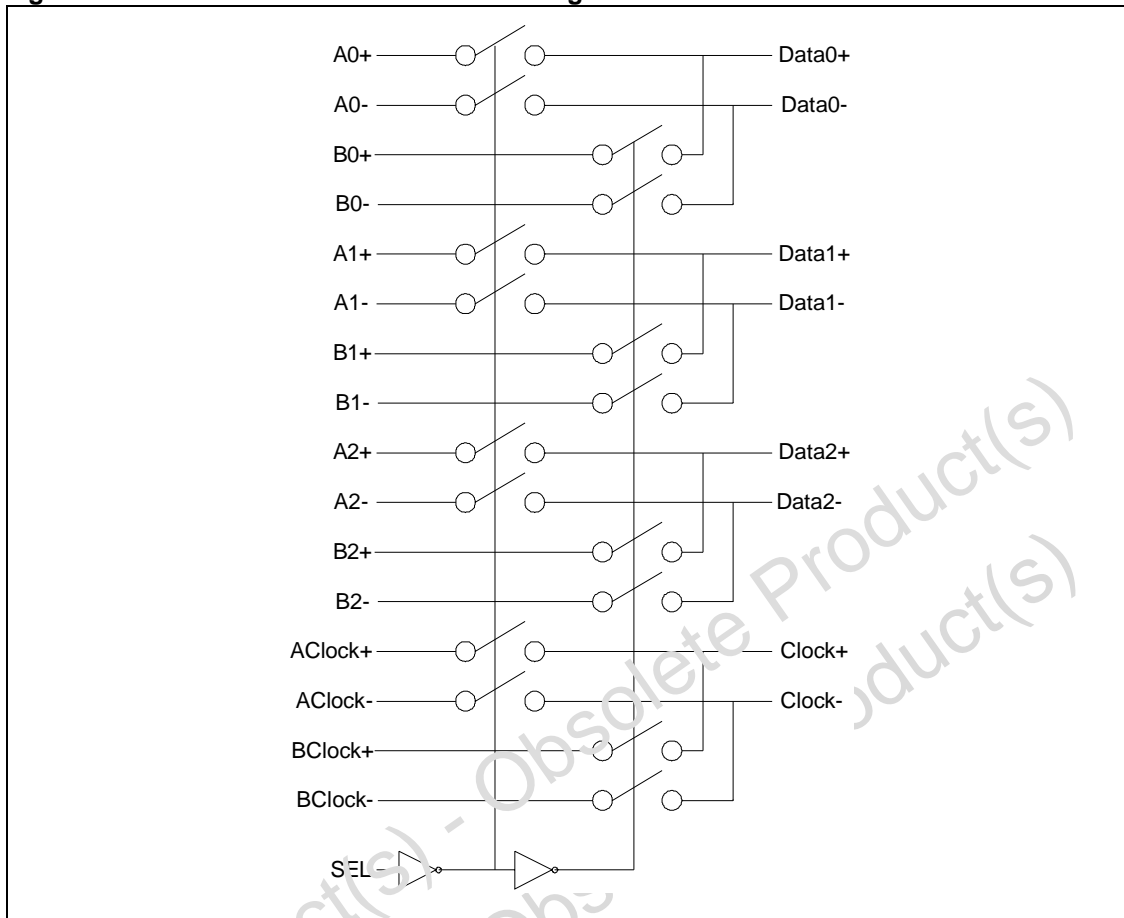 A0+
Data0+
A0-
Data0-
B0+
B0-
A1+
Data1+
A1-
Data1-
B1+
B1-
A2+
Data2+
A2-
Data2-
B2+
B2-
AClock+
Clock+
AClock-
Clock-
BClock+
BClock-
SEL
Obsolete Product(s)